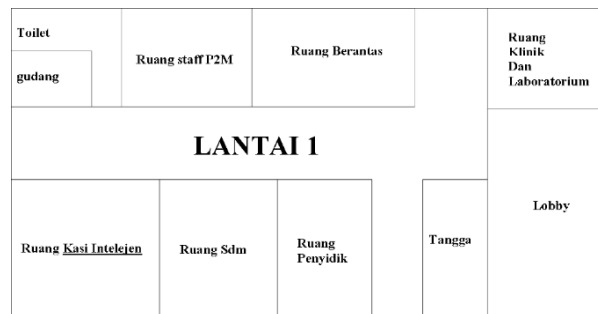 Toilet
gudang
Ruang staff P2M
Ruang Berantas
Ruang
Klinik
Dan
Laboratorium
LANTAI 1
Ruang Kasi Intelejen
Ruang Sdm
Ruang
Penyidik
Tangga
Lobby